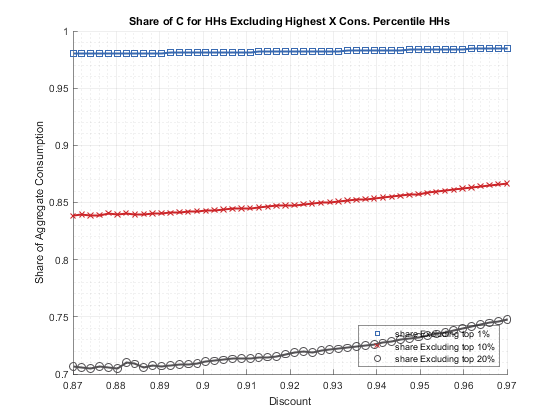 Share of C for HHs Excluding Highest X Cons. Percentile HHs
1
0.95
0.9
0.85
0.8
0.75
0.7
Share of Aggregate Consumption
share Excluding top 1%
share Excluding top 10%
share Excluding top 20%
0.87 0.88 0.89 0.9 0.91 0.92 0.93 0.94 0.95 0.96 0.97
Discount